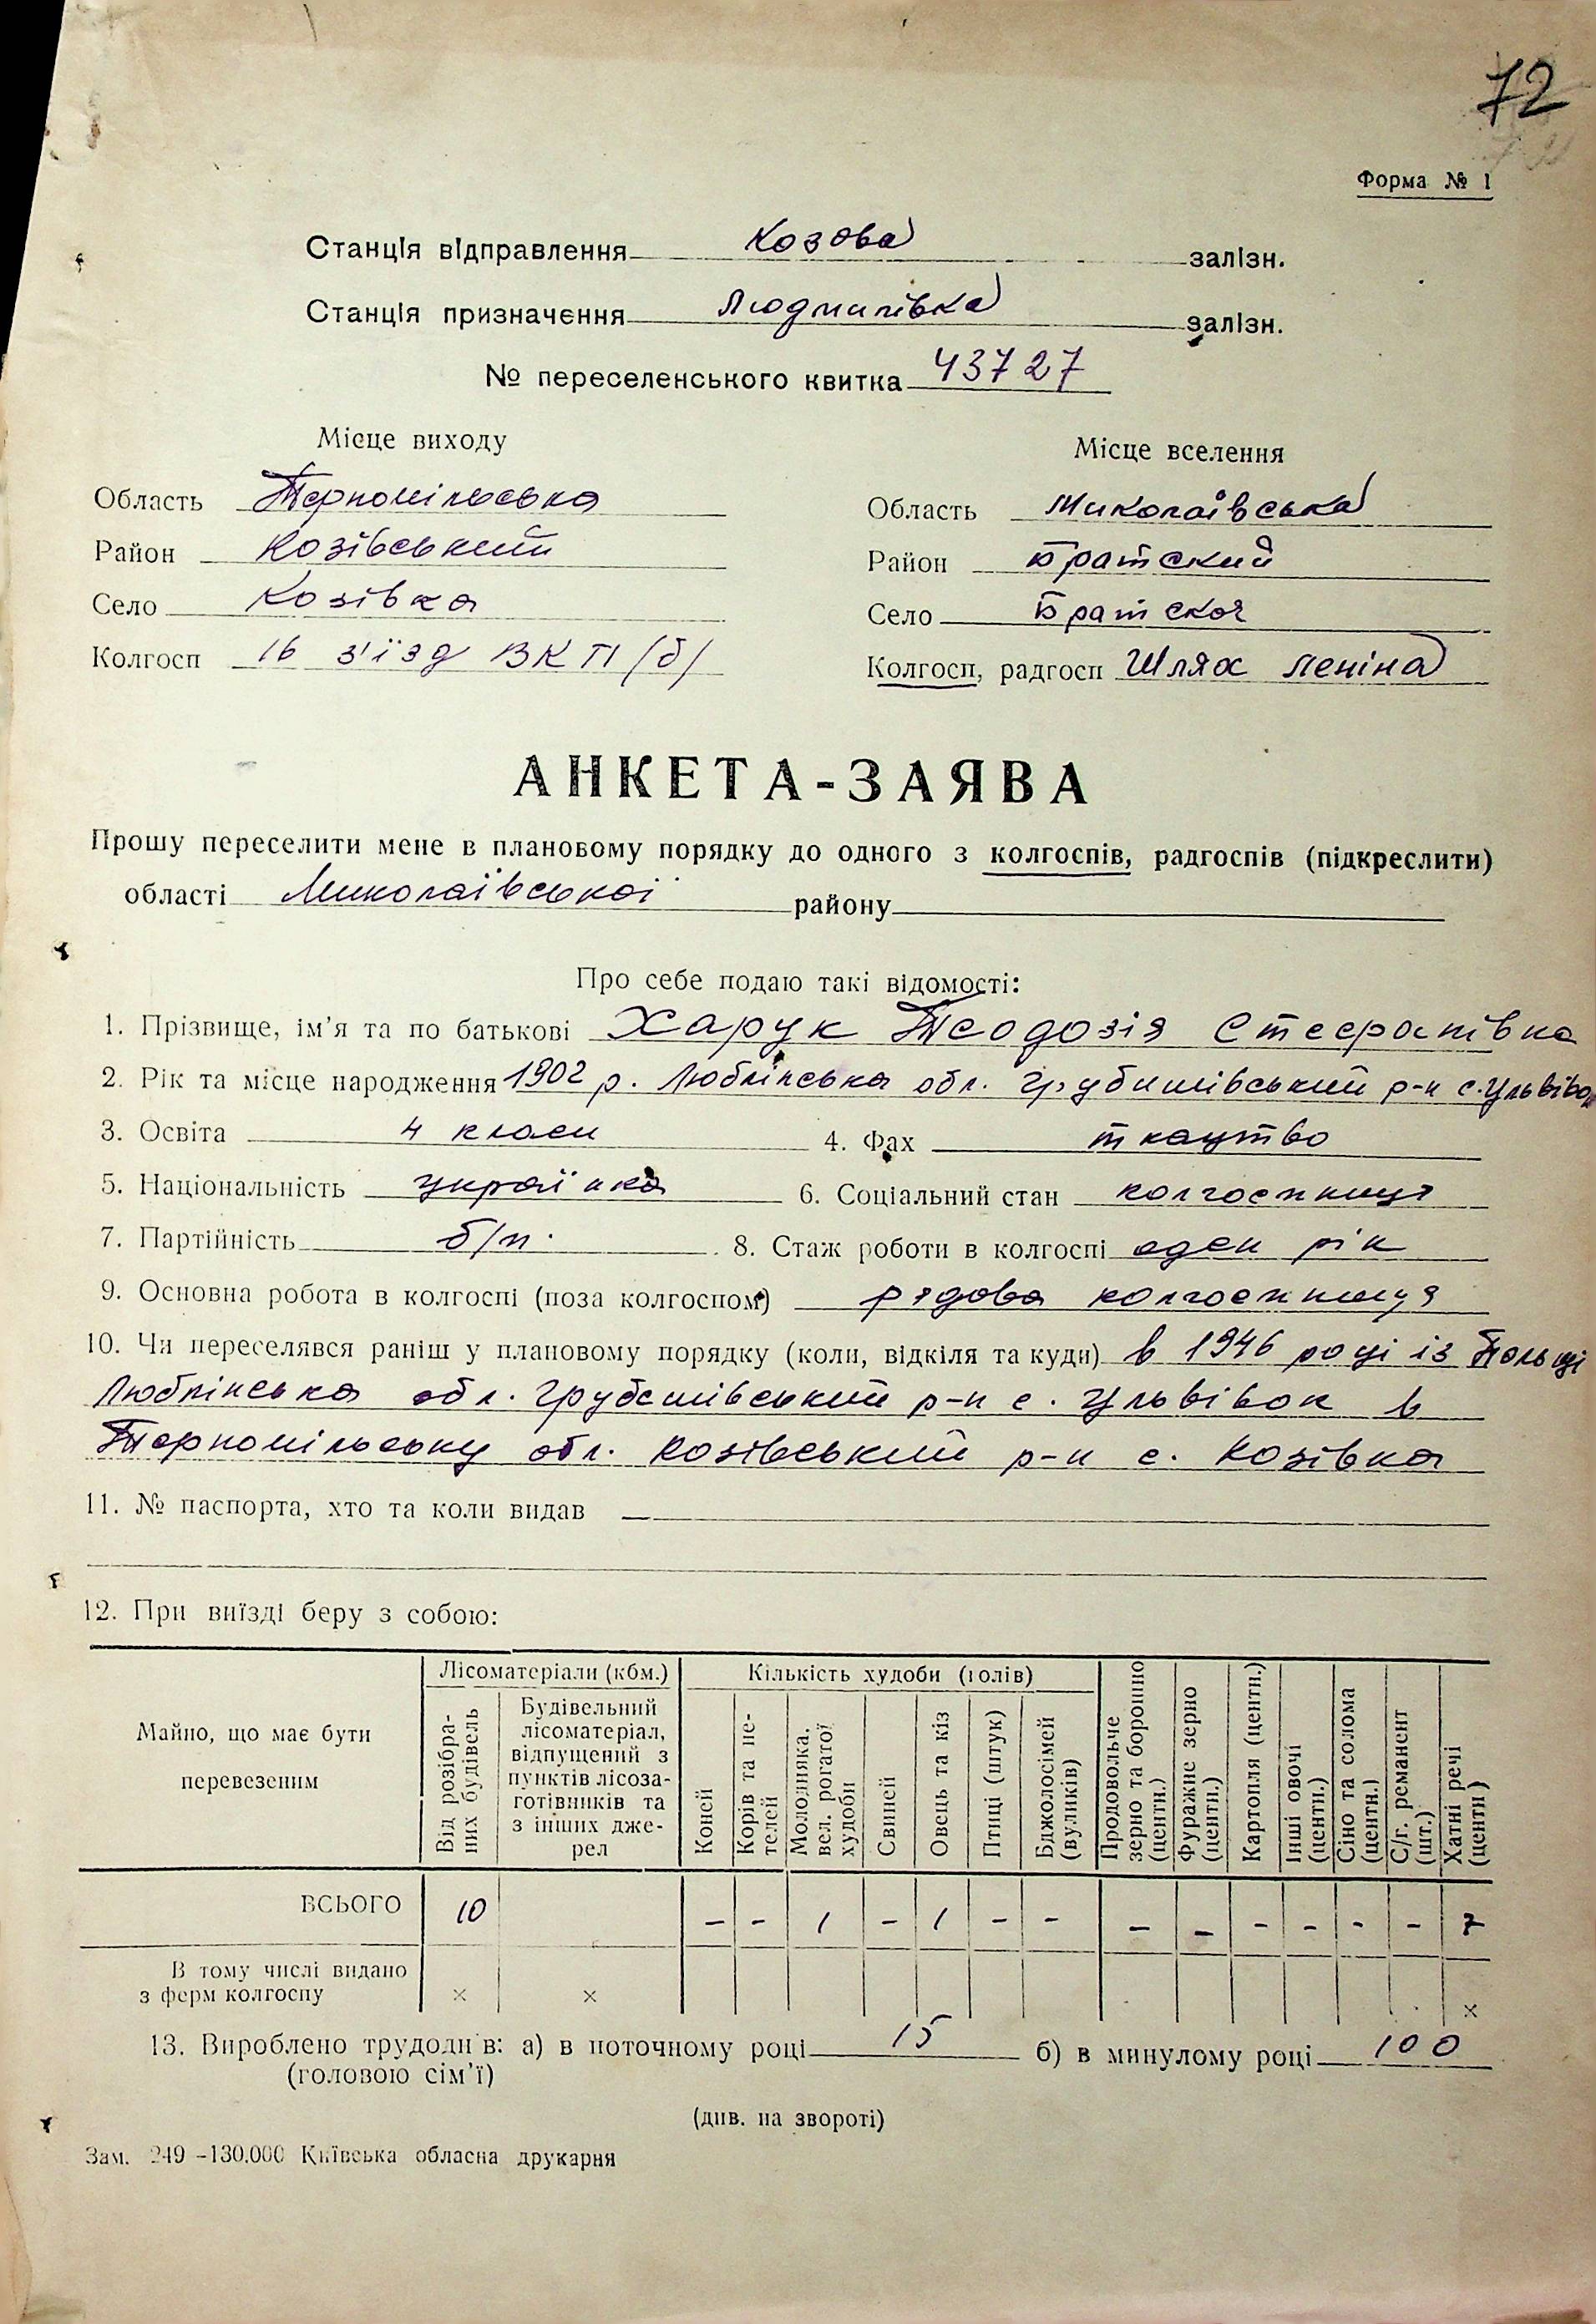 72
Форма № 1
Станція відправлення Козова залізн.
Станція призначення Людмилівка залізн.
№ переселенського квитка 43727
Місце виходу Місце вселення
Область Тернопільська Область Миколаївська
Район Козівський Район Братский
Село Козівка Село Братское
Колгосп 16 з'їзд ВКП/б/ Колгосп, радгосп Шлях леніна
АНКЕТА-ЗАЯВА
Прошу переселити мене в плановому порядку до одного з колгоспів, радгоспів (підкреслити)
області Миколаївської району
Про себе подаю такі відомості:
1. Прізвище, ім’я та по батькові Харук Теодозія Стефанівна
2. Рік та місце народження 1902 р. Люблінська обл. Грубишівський р-н с. Ульвівок
3. Освіта 4 класи 4. Фах ткацтво
5. Національність українка 6. Соціальний стан колгоспниця
7. Партійність б/п. 8. Стаж роботи в колгоспі оден рік
9. Основна робота в колгоспі (поза колгоспом) рядова колгоспниця
10. Чи переселявся раніш у плановому порядку (коли, відкіля та куди) в 1946 році із Польщі
Люблінська обл. Грубешівський р-н с. Ульвівок в
Тернопільську обл. Козівський р-н с. Козівка
11. № паспорта, хто та коли видав —
12. При виїзді беру з собою:
Майно, що має бути перевезеним
Лісоматеріали (кбм.)
Від розібраних будівель
Будівельний лісоматеріал, відпущений з пунктів лісозаготівників та з інших джерел
Кількість худоби (голів)
Коней
Корів та нетелей
Молодняка, вел. рогатої худоби
Свиней
Овець та кіз
Птиці (штук)
Бджолосімей (вуликів)
Продовольче зерно та борошно (центн.)
Фуражне зерно (центн.)
Картопля (центн.)
Інші овочі (центн.)
Сіно та солома (центн.)
С/г. реманент (шт.)
Хатні речі (центн)
ВСЬОГО 10 – – 1 – 1 – – – – – – – – 7
В тому числі видано
з ферм колгоспу × × ×
13. Вироблено трудоднів: а) в поточному році 15 б) в минулому році 100
(головою сім’ї)
(див. на звороті)
Зам. 249 –130.000 Київська обласна друкарня